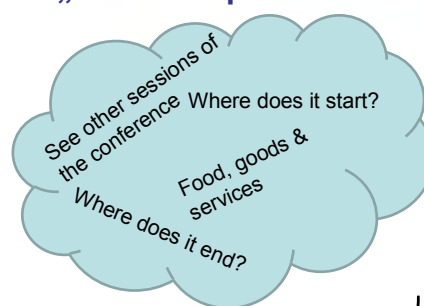 See other sessions of
the conference
Where does it start?
Food, goods &
services
Where does it end?